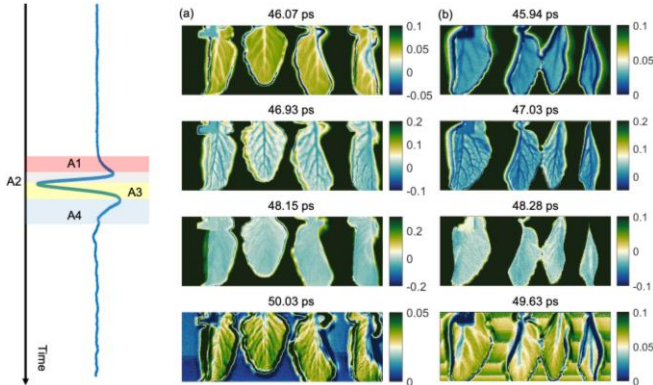 (a)
46.07 ps
0.1
0.05
0
-0.05
46.93 ps
0.2
0.1
0
-0.1
48.15 ps
0.2
0
-0.2
50.03 ps
0.05
0
(b)
45.94 ps
0.1
0.05
0
47.03 ps
0.2
0.1
0
48.28 ps
0.1
0
-0.1
49.63 ps
0.1
0.05
0
A1
A2
A3
A4
Time